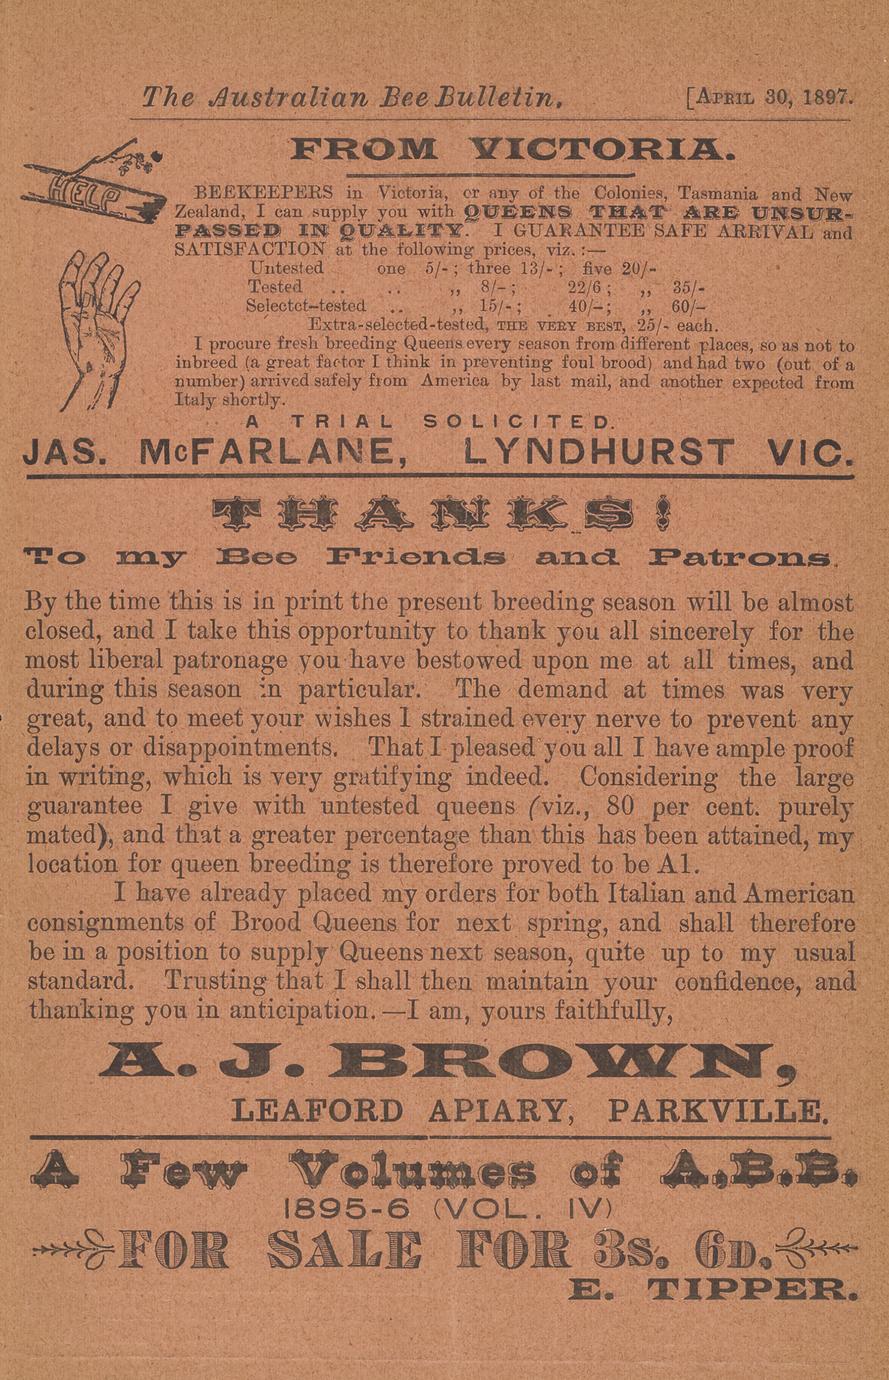 The Australian Bee Bulletin. [April 30, 1897.
FROM VICTORIA.
HELP
BEEKEEPERS in Victoria, or any of the Colonies, Tasmania and New
Zealand, I can supply you with QUEENS THAT ARE UNSUR-
PASSED IN QUALITY. I GUARANTEE SAFE ARRIVAL and
SATISFACTION at the following prices, viz. :—
Untested one 5/- ; three 13/- ; five 20/-
Tested .. .. ,, 8/- ; 22/6 ; ,, 35/-
Selectct-tested .. ,, 15/- ; 40/-; ,, 60/-
Extra-selected-tested, THE VERY BEST, 25/- each.
I procure fresh breeding Queens every season from different places, so as not to
inbreed (a great factor I think in preventing foul brood) and had two (out of a
number) arrived safely from America by last mail, and another expected from
Italy shortly.
A TRIAL SOLICITED.
JAS. McFARLANE, LYNDHURST VIC.
THANKS!
To my Bee Friends and Patrons.
By the time this is in print the present breeding season will be almost
closed, and I take this opportunity to thank you all sincerely for the
most liberal patronage you have bestowed upon me at all times, and
during this season in particular. The demand at times was very
great, and to meet your wishes I strained every nerve to prevent any
delays or disappointments. That I pleased you all I have ample proof
in writing, which is very gratifying indeed. Considering the large
guarantee I give with untested queens (viz., 80 per cent. purely
mated), and that a greater percentage than this has been attained, my
location for queen breeding is therefore proved to be A1.
I have already placed my orders for both Italian and American
consignments of Brood Queens for next spring, and shall therefore
be in a position to supply Queens next season, quite up to my usual
standard. Trusting that I shall then maintain your confidence, and
thanking you in anticipation. —I am, yours faithfully,
A. J. BROWN,
LEAFORD APIARY, PARKVILLE.
A Few Volumes of A.B.B.
1895-6 (VOL. IV)
FOR SALE FOR 3s. 6D.
E. TIPPER.